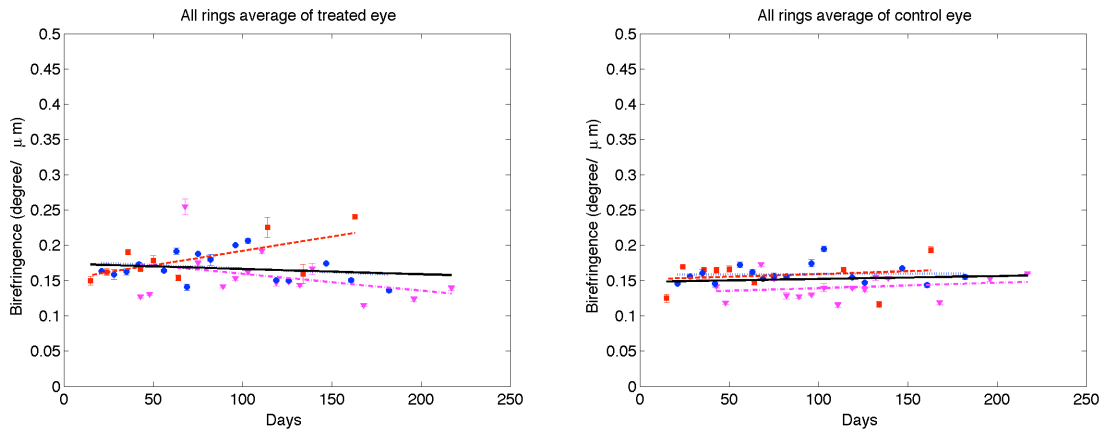 All rings average of treated eye
0.5
0.45
0.4
0.35
0.3
0.25
0.2
0.15
0.1
0.05
0
Birefringence (degree/ μ m)
0 50 100 150 200 250
Days
All rings average of control eye
0.5
0.45
0.4
0.35
0.3
0.25
0.2
0.15
0.1
0.05
0
Birefringence (degree/ μ m)
0 50 100 150 200 250
Days